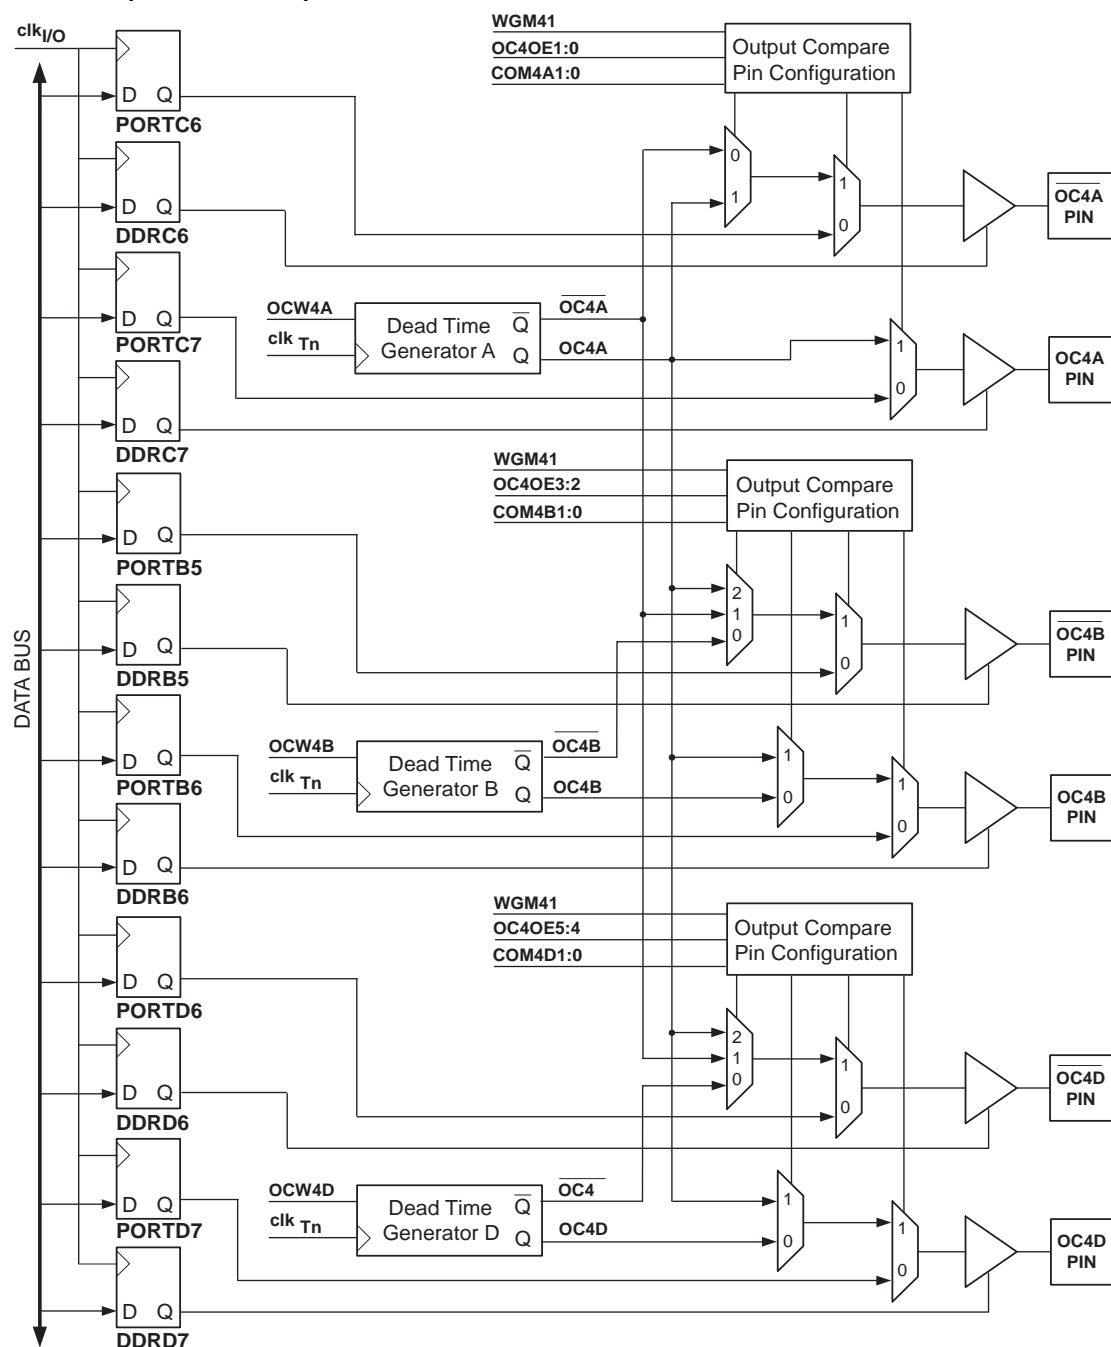 clkI/O
D Q
PORTC6
D Q
DDRC6
D Q
PORTC7
D Q
DDRC7
D Q
PORTB5
D Q
DDRB5
D Q
PORTB6
D Q
DDRB6
D Q
PORTD6
D Q
DDRD6
D Q
PORTD7
D Q
DDRD7
DATA BUS
WGM41
OC4OE1:0
COM4A1:0
Output Compare
Pin Configuration
0
1
1
0
OC4A
PIN
OCW4A
clk Tn
Dead Time
Generator A
Q
Q
OC4A
OC4A
1
0
OC4A
PIN
WGM41
OC4OE3:2
COM4B1:0
Output Compare
Pin Configuration
2
1
0
1
0
OC4B
PIN
OCW4B
clk Tn
Dead Time
Generator B
Q
Q
OC4B
OC4B
1
0
1
0
OC4B
PIN
WGM41
OC4OE5:4
COM4D1:0
Output Compare
Pin Configuration
2
1
0
1
0
OC4D
PIN
OCW4D
clk Tn
Dead Time
Generator D
Q
Q
OC4
OC4D
1
0
1
0
OC4D
PIN